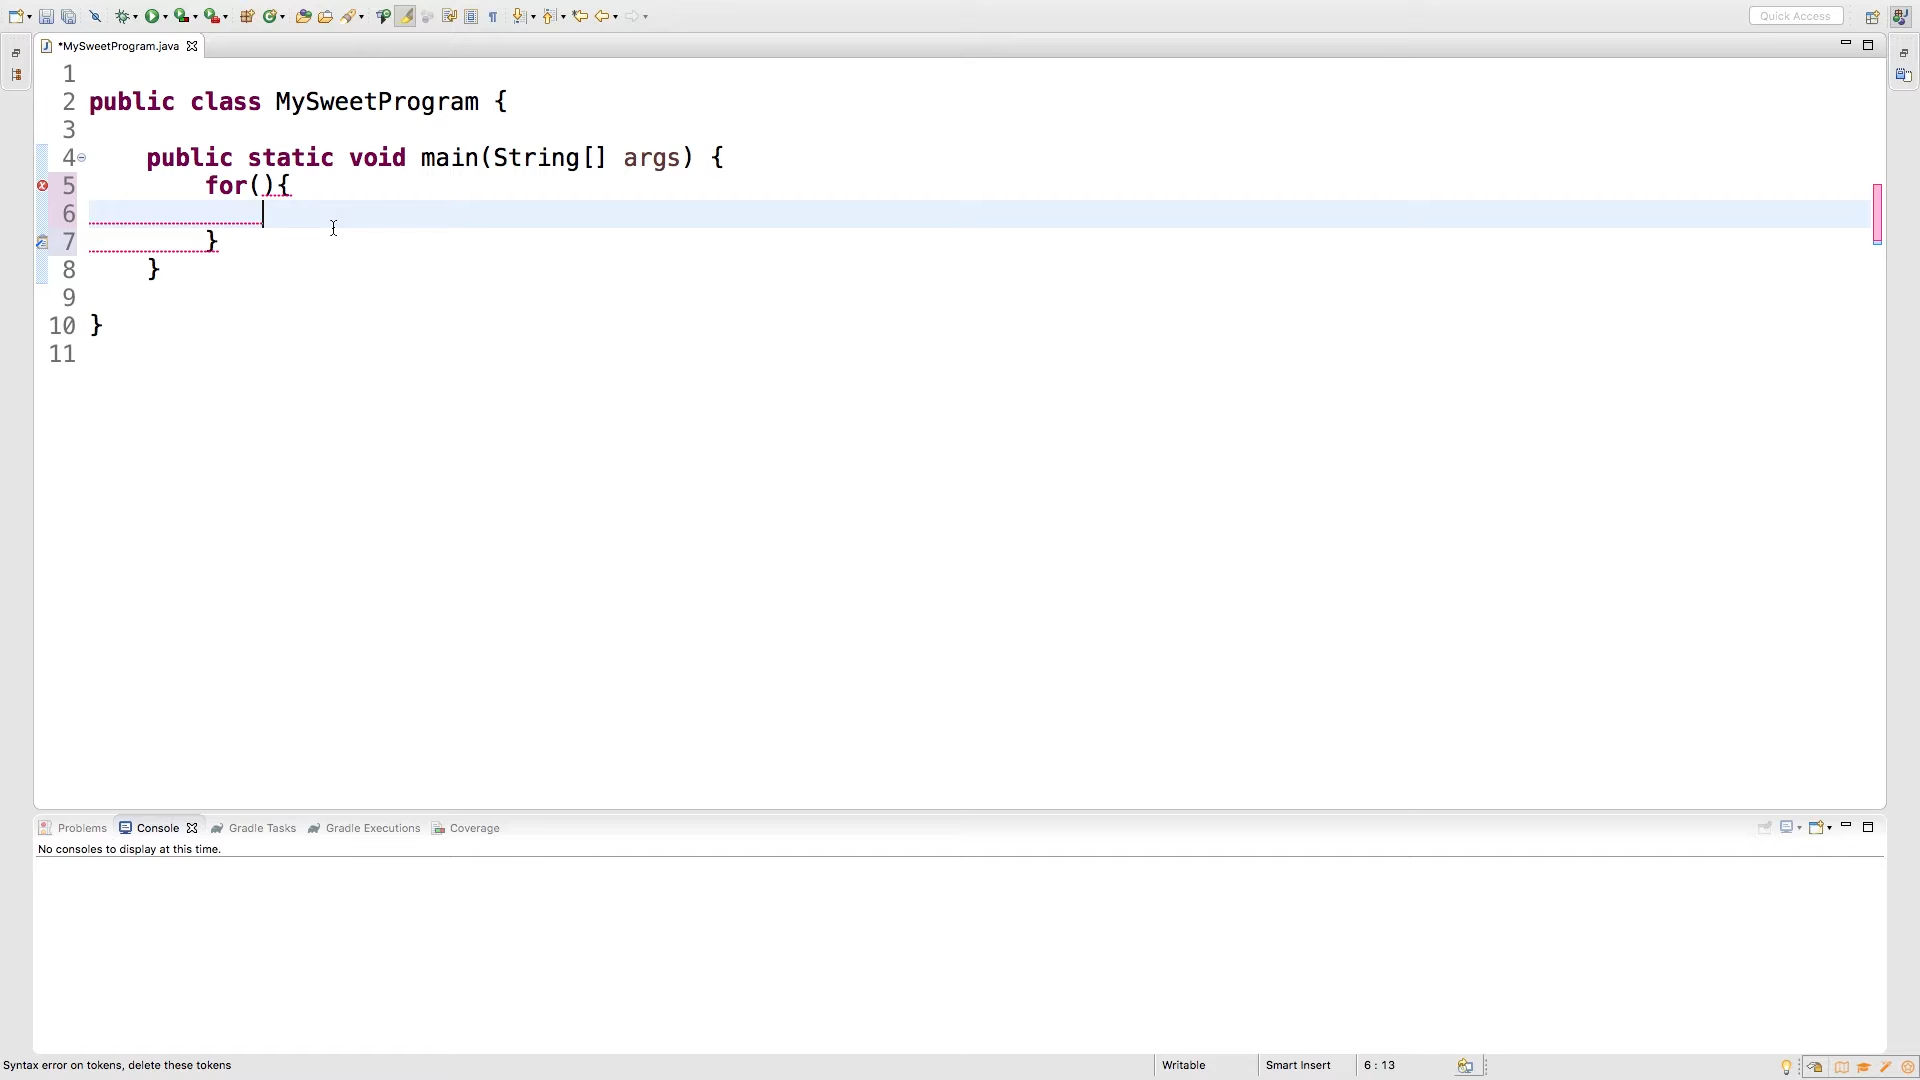 Quick Access
*MySweetProgram.java
1
2 public class MySweetProgram {
3
4 public static void main(String[] args) {
5 for(){
6
7 }
8 }
9
10 }
11
Problems Console Gradle Tasks Gradle Executions Coverage
No consoles to display at this time.
Syntax error on tokens, delete these tokens Writable Smart Insert 6 : 13